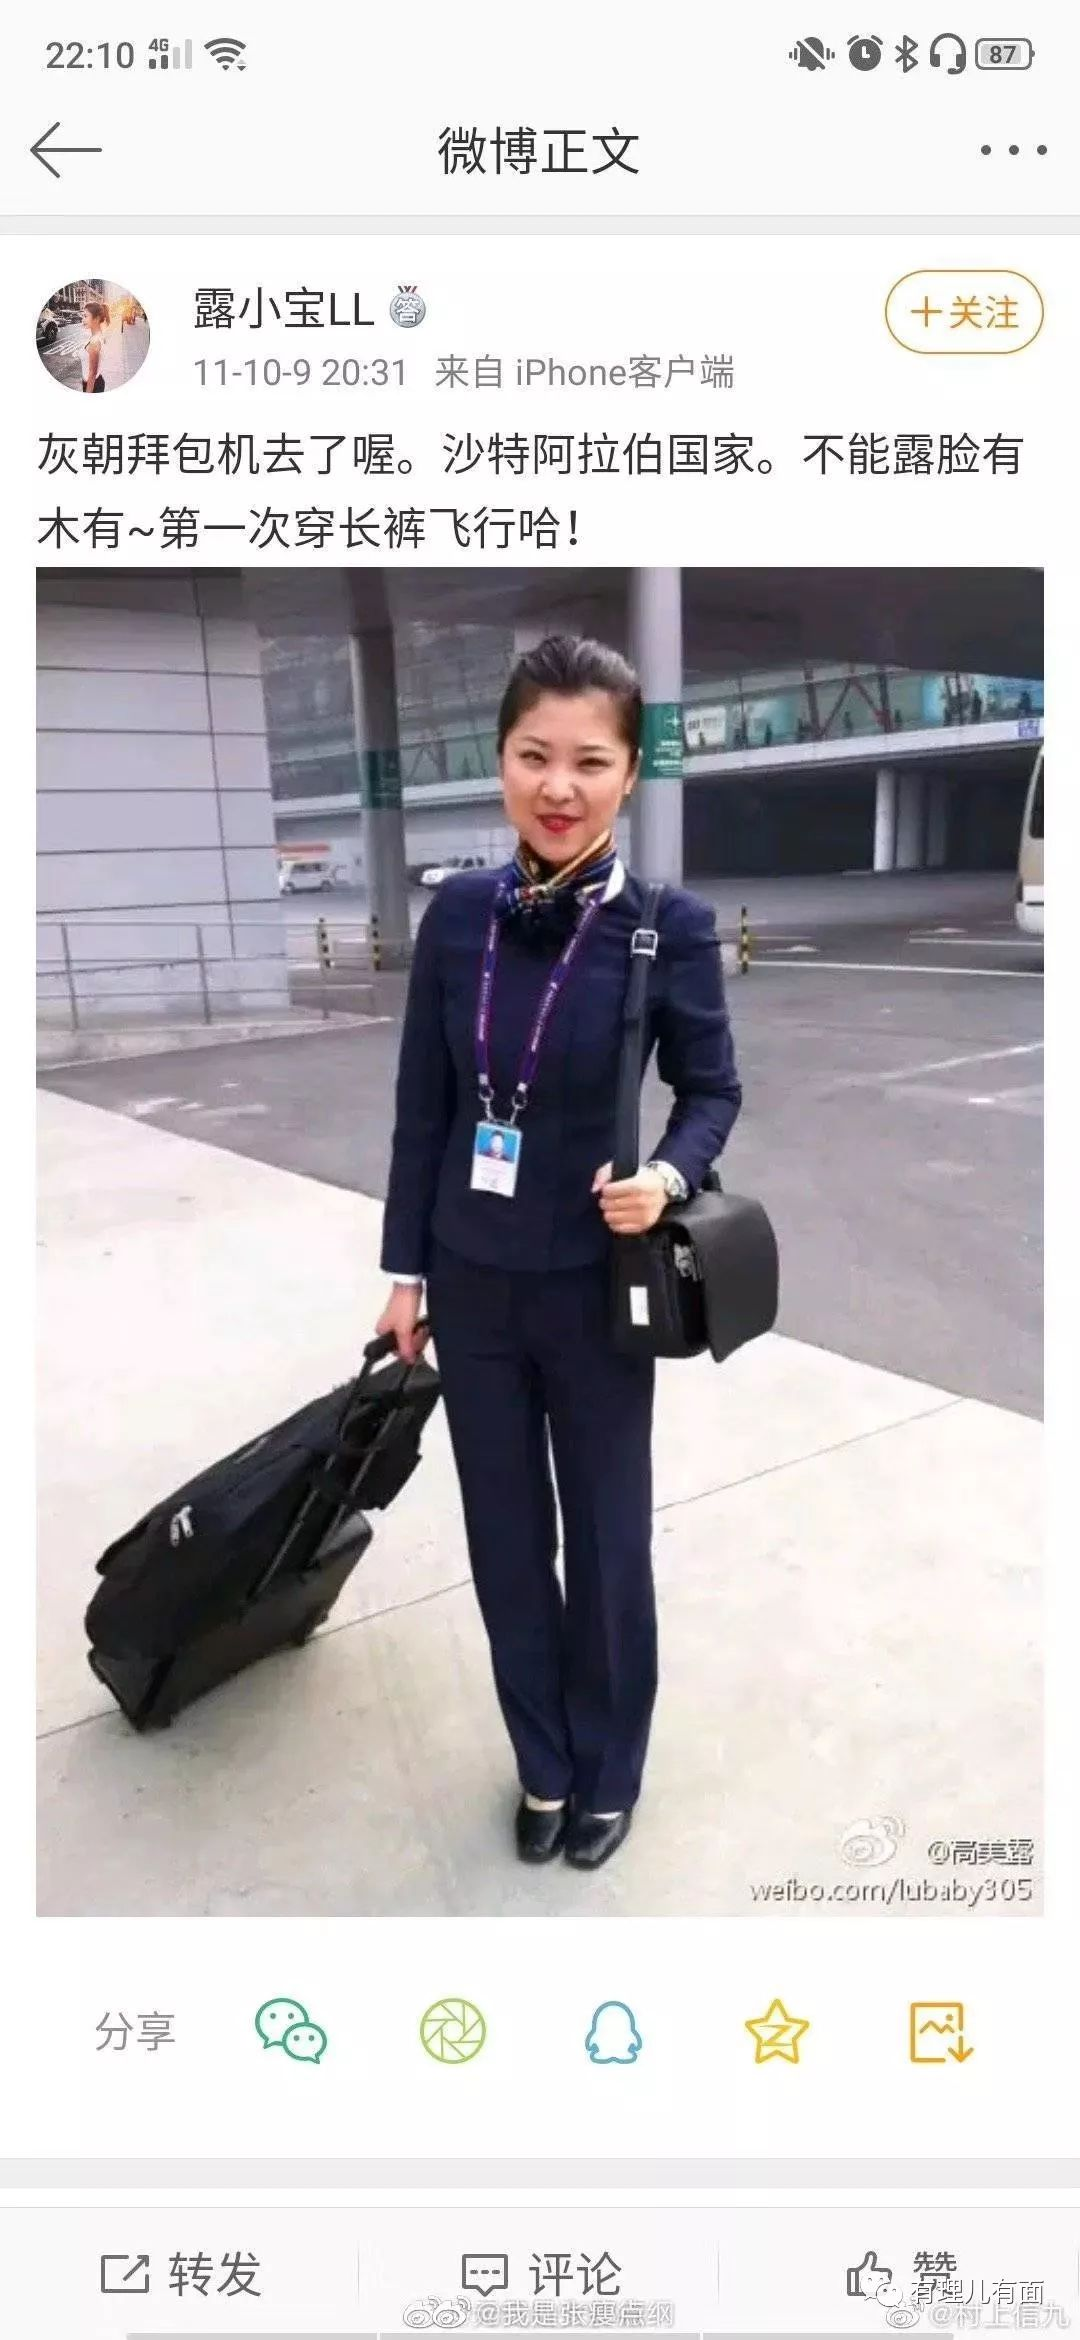 22:10 4G 87
微博正文
露小宝LL 答
+关注
11-10-9 20:31 来自 iPhone客户端
灰朝拜包机去了喔。沙特阿拉伯国家。不能露脸有
木有~第一次穿长裤飞行哈！
@高美露
weibo.com/lubaby305
分享
转发 评论 赞
有理儿有面
@我是张瘦点纲
@村上信九